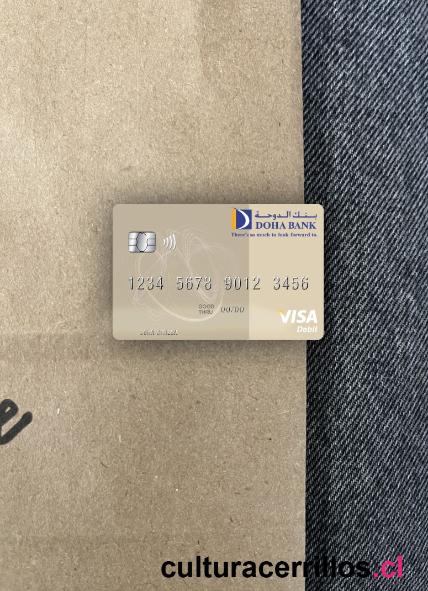 بنك الدوحة
DOHA BANK
There's so much to look forward to.
1234 5678 9012 3456
GOOD
THRU 00/00
VISA
Debit
culturacerrillos.cl